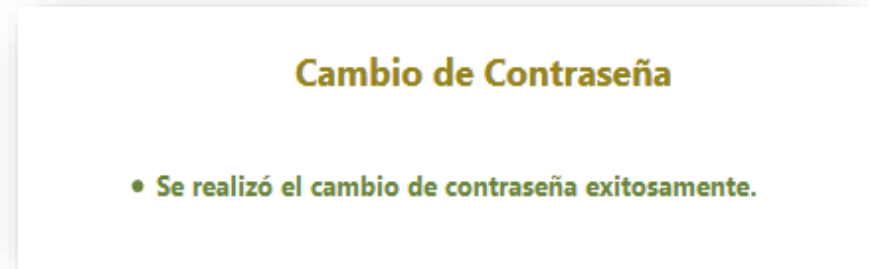 Cambio de Contraseña
• Se realizó el cambio de contraseña exitosamente.